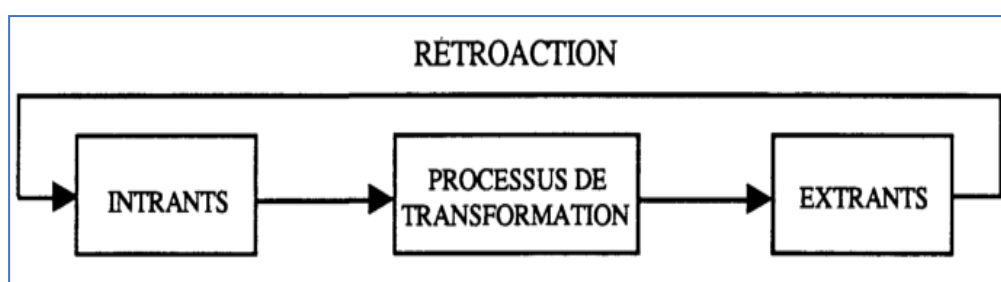 RÉTROACTION
INTRANTS
PROCESSUS DE
TRANSFORMATION
EXTRANTS